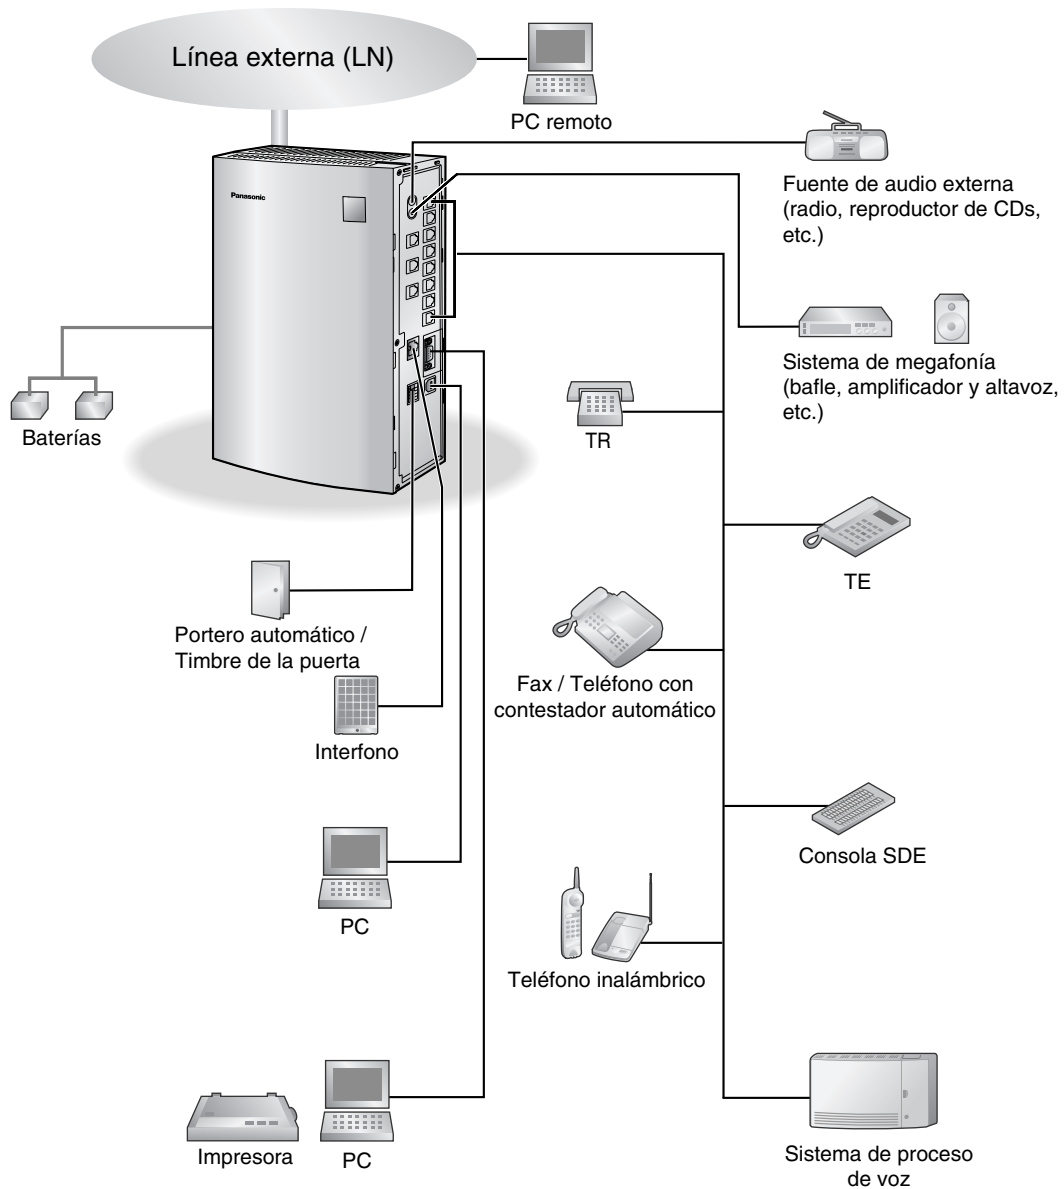 Línea externa (LN)
PC remoto
Panasonic
Fuente de audio externa
(radio, reproductor de CDs,
etc.)
Sistema de megafonía
(bafle, amplificador y altavoz,
etc.)
Baterías
TR
TE
Portero automático /
Timbre de la puerta
Fax / Teléfono con
contestador automático
Interfono
Consola SDE
PC
Teléfono inalámbrico
Impresora
PC
Sistema de proceso
de voz